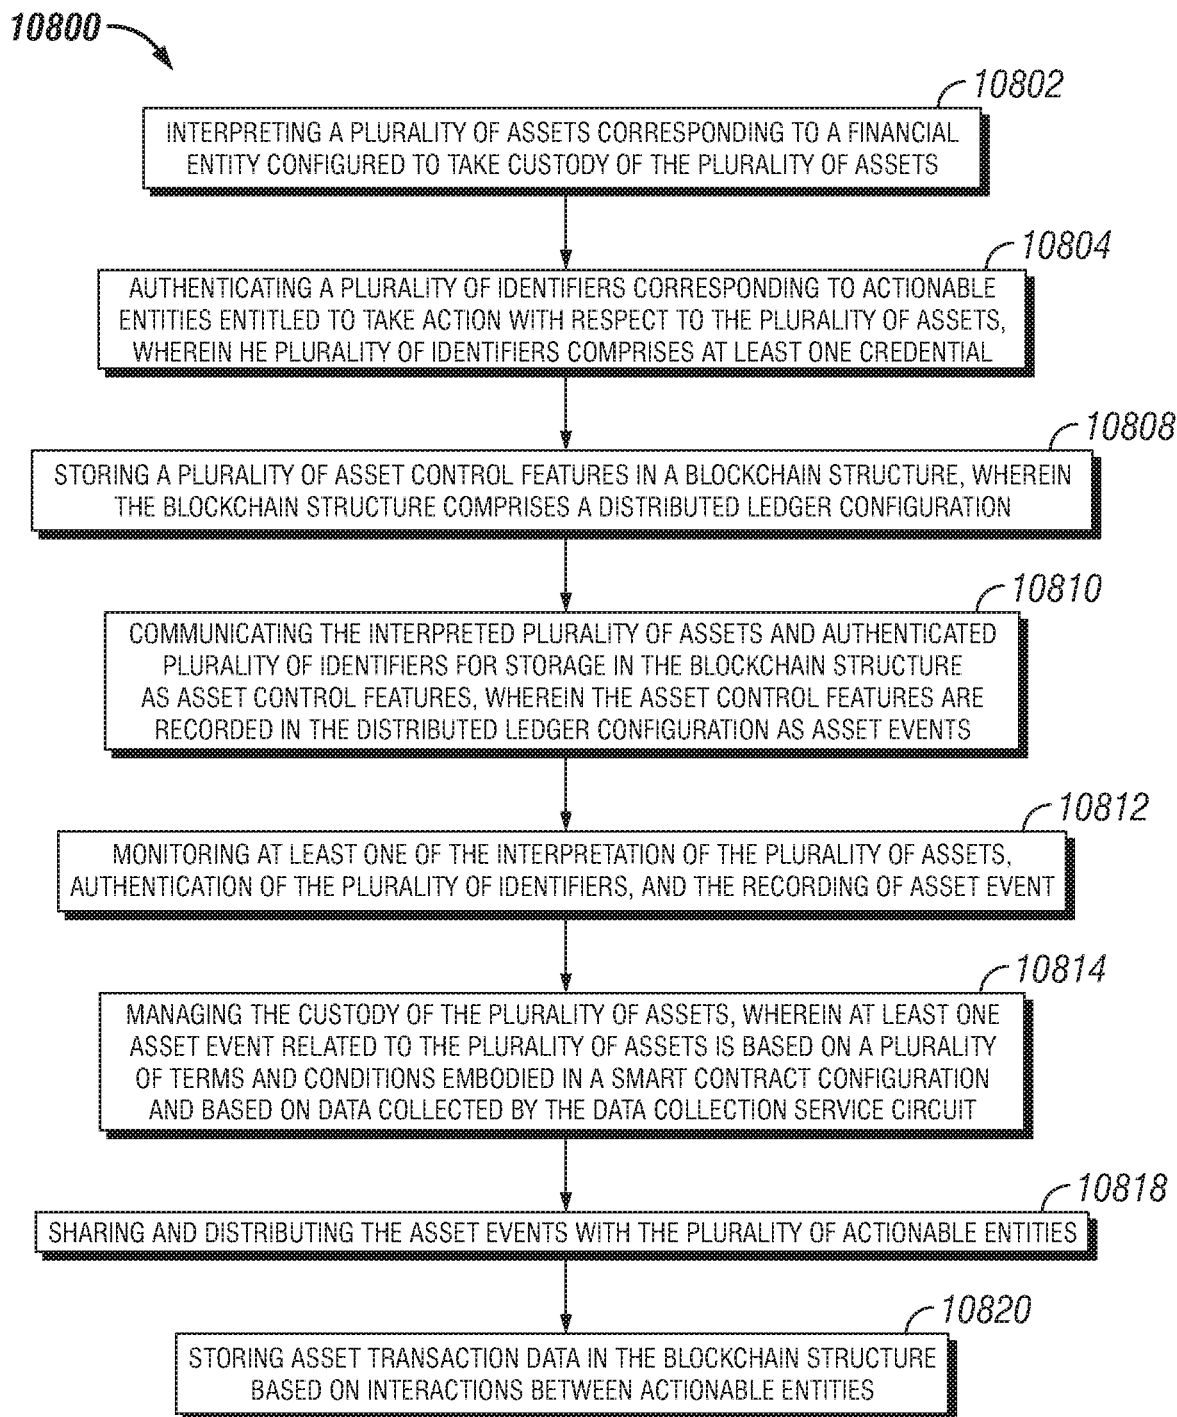 10800
10802
INTERPRETING A PLURALITY OF ASSETS CORRESPONDING TO A FINANCIAL
ENTITY CONFIGURED TO TAKE CUSTODY OF THE PLURALITY OF ASSETS
10804
AUTHENTICATING A PLURALITY OF IDENTIFIERS CORRESPONDING TO ACTIONABLE
ENTITIES ENTITLED TO TAKE ACTION WITH RESPECT TO THE PLURALITY OF ASSETS,
WHEREIN HE PLURALITY OF IDENTIFIERS COMPRISES AT LEAST ONE CREDENTIAL
10808
STORING A PLURALITY OF ASSET CONTROL FEATURES IN A BLOCKCHAIN STRUCTURE, WHEREIN
THE BLOCKCHAIN STRUCTURE COMPRISES A DISTRIBUTED LEDGER CONFIGURATION
10810
COMMUNICATING THE INTERPRETED PLURALITY OF ASSETS AND AUTHENTICATED
PLURALITY OF IDENTIFIERS FOR STORAGE IN THE BLOCKCHAIN STRUCTURE
AS ASSET CONTROL FEATURES, WHEREIN THE ASSET CONTROL FEATURES ARE
RECORDED IN THE DISTRIBUTED LEDGER CONFIGURATION AS ASSET EVENTS
10812
MONITORING AT LEAST ONE OF THE INTERPRETATION OF THE PLURALITY OF ASSETS,
AUTHENTICATION OF THE PLURALITY OF IDENTIFIERS, AND THE RECORDING OF ASSET EVENT
10814
MANAGING THE CUSTODY OF THE PLURALITY OF ASSETS, WHEREIN AT LEAST ONE
ASSET EVENT RELATED TO THE PLURALITY OF ASSETS IS BASED ON A PLURALITY
OF TERMS AND CONDITIONS EMBODIED IN A SMART CONTRACT CONFIGURATION
AND BASED ON DATA COLLECTED BY THE DATA COLLECTION SERVICE CIRCUIT
10818
SHARING AND DISTRIBUTING THE ASSET EVENTS WITH THE PLURALITY OF ACTIONABLE ENTITIES
10820
STORING ASSET TRANSACTION DATA IN THE BLOCKCHAIN STRUCTURE
BASED ON INTERACTIONS BETWEEN ACTIONABLE ENTITIES